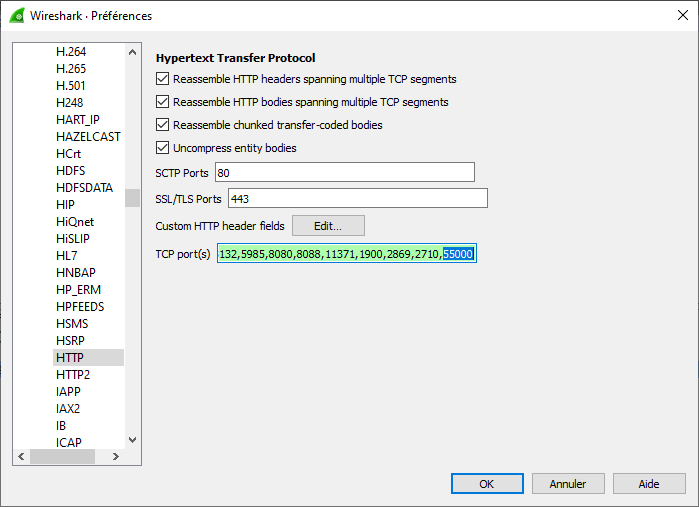 Wireshark · Préférences
H.264
H.265
H.501
H248
HART_IP
HAZELCAST
HCrt
HDFS
HDFSDATA
HIP
HiQnet
HiSLIP
HL7
HNBAP
HP_ERM
HPFEEDS
HSMS
HSRP
HTTP
HTTP2
IAPP
IAX2
IB
ICAP
Hypertext Transfer Protocol
Reassemble HTTP headers spanning multiple TCP segments
Reassemble HTTP bodies spanning multiple TCP segments
Reassemble chunked transfer-coded bodies
Uncompress entity bodies
SCTP Ports 80
SSL/TLS Ports 443
Custom HTTP header fields Edit...
TCP port(s) 132,5985,8080,8088,11371,1900,2869,2710,55000
OK Annuler Aide